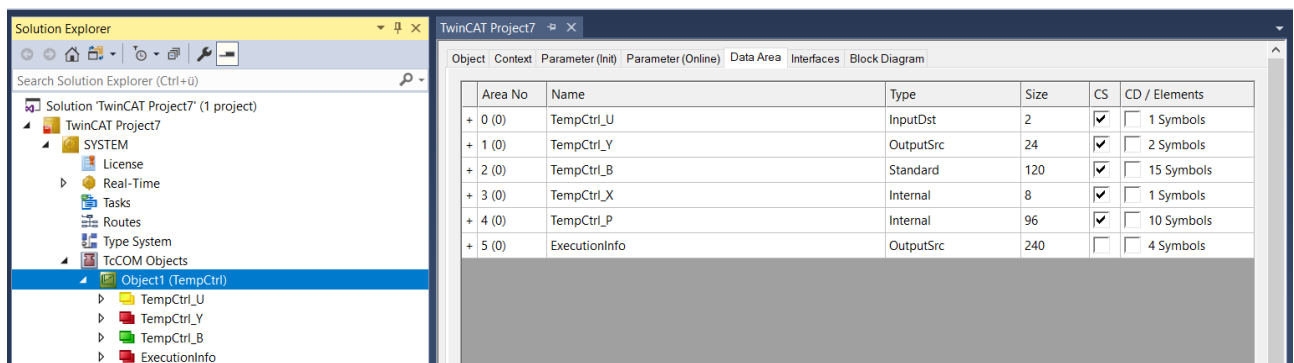 Solution Explorer
Search Solution Explorer (Ctrl+ü)
Solution 'TwinCAT Project7' (1 project)
TwinCAT Project7
SYSTEM
License
Real-Time
Tasks
Routes
Type System
TcCOM Objects
Object1 (TempCtrl)
TempCtrl_U
TempCtrl_Y
TempCtrl_B
ExecutionInfo
TwinCAT Project7
Object Context Parameter (Init) Parameter (Online) Data Area Interfaces Block Diagram
Area No Name Type Size CS CD / Elements
+ 0 (0) TempCtrl_U InputDst 2 1 Symbols
+ 1 (0) TempCtrl_Y OutputSrc 24 2 Symbols
+ 2 (0) TempCtrl_B Standard 120 15 Symbols
+ 3 (0) TempCtrl_X Internal 8 1 Symbols
+ 4 (0) TempCtrl_P Internal 96 10 Symbols
+ 5 (0) ExecutionInfo OutputSrc 240 4 Symbols